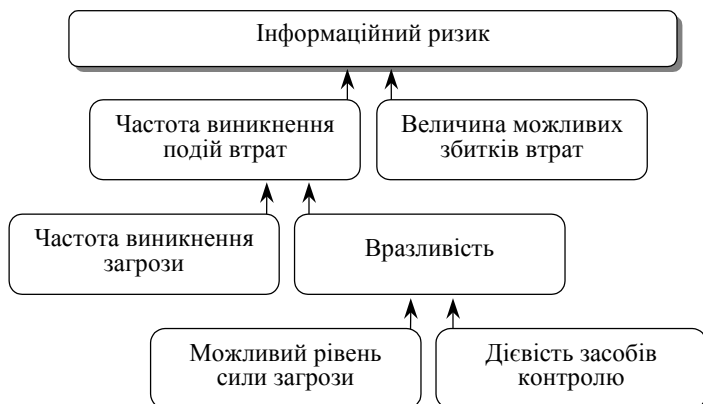 Інформаційний ризик
Частота виникнення
подій втрат
Величина можливих
збитків втрат
Частота виникнення
загрози
Вразливість
Можливий рівень
сили загрози
Дієвість засобів
контролю